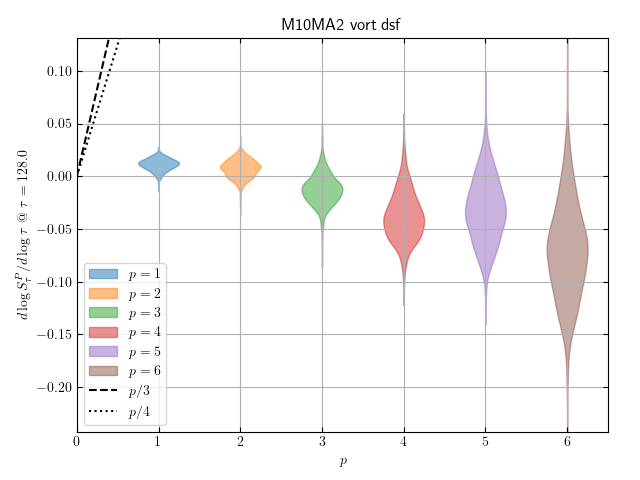 M10MA2 vort dsf
d log S_τ^P/d log τ @ τ = 128.0
0.10
0.05
0.00
−0.05
−0.10
−0.15
−0.20
p = 1
p = 2
p = 3
p = 4
p = 5
p = 6
p/3
p/4
0 1 2 3 4 5 6
p